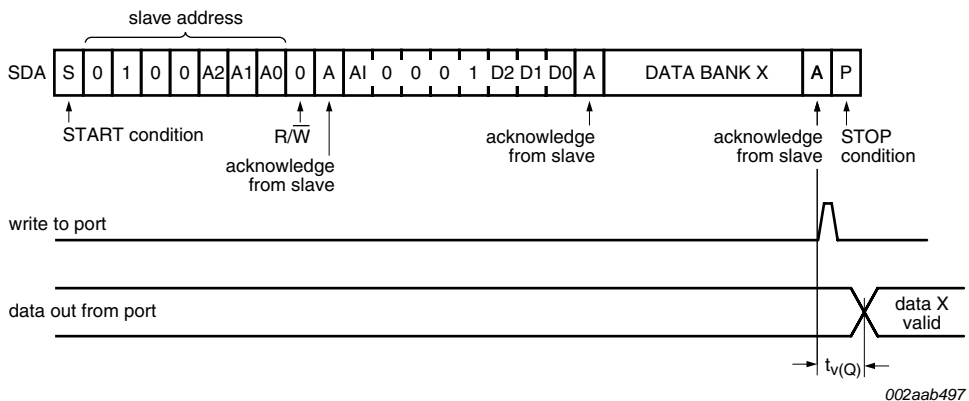 slave address
SDA S 0 1 0 0 A2 A1 A0 0 A AI 0 0 0 1 D2 D1 D0 A DATA BANK X A P
START condition
R/W̅
acknowledge
from slave
acknowledge
from slave
acknowledge
from slave
STOP
condition
write to port
data out from port
data X
valid
tv(Q)
002aab497